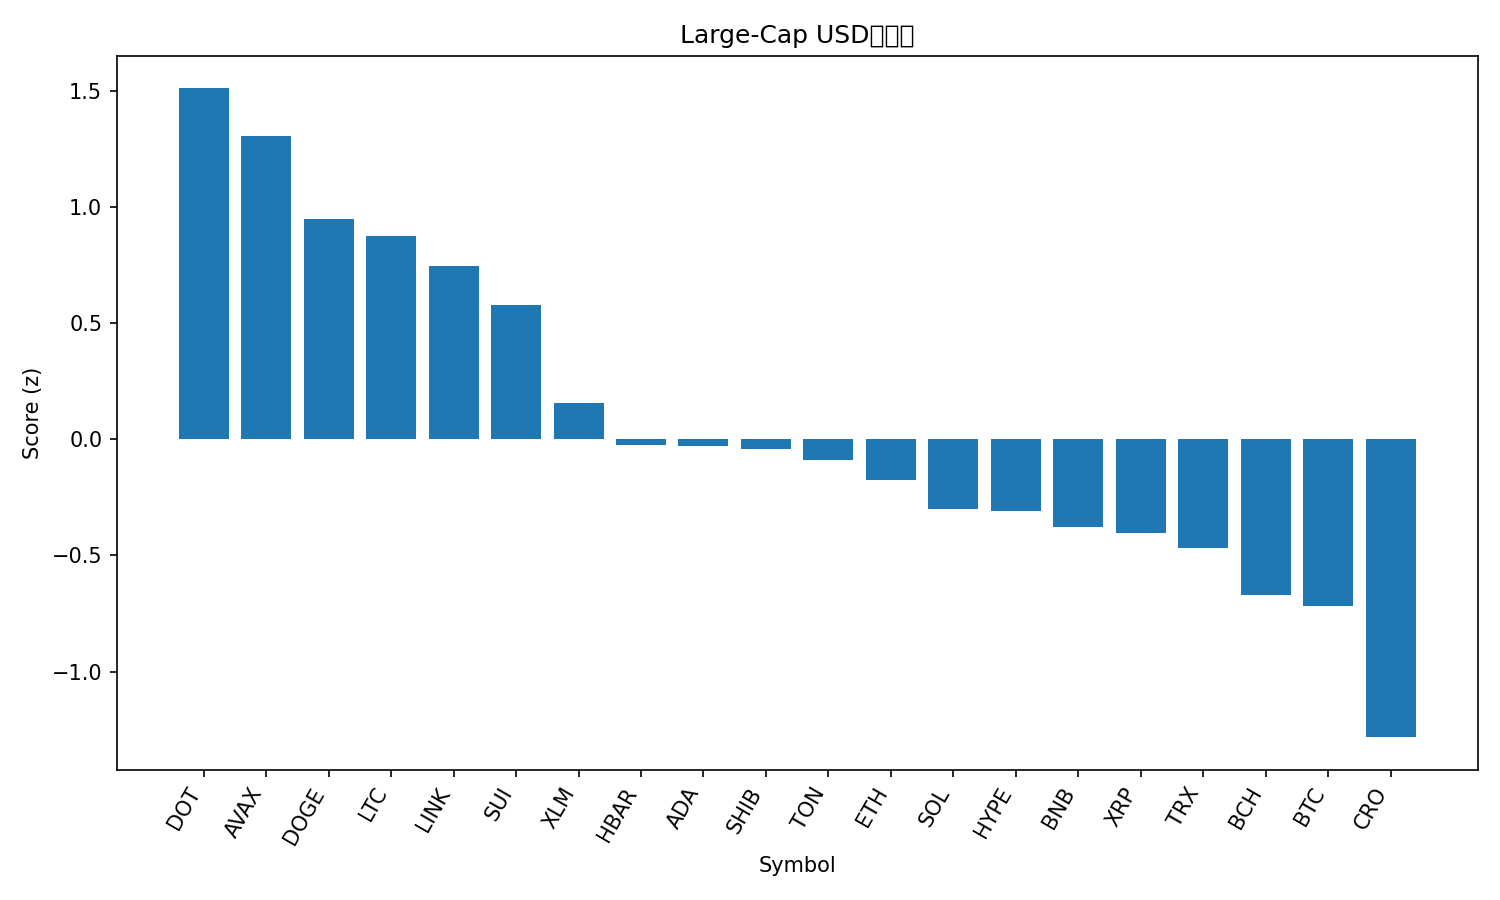 Large-Cap USD
Score (z)
1.5
1.0
0.5
0.0
−0.5
−1.0
DOT
AVAX
DOGE
LTC
LINK
SUI
XLM
HBAR
ADA
SHIB
TON
ETH
SOL
HYPE
BNB
XRP
TRX
BCH
BTC
CRO
Symbol